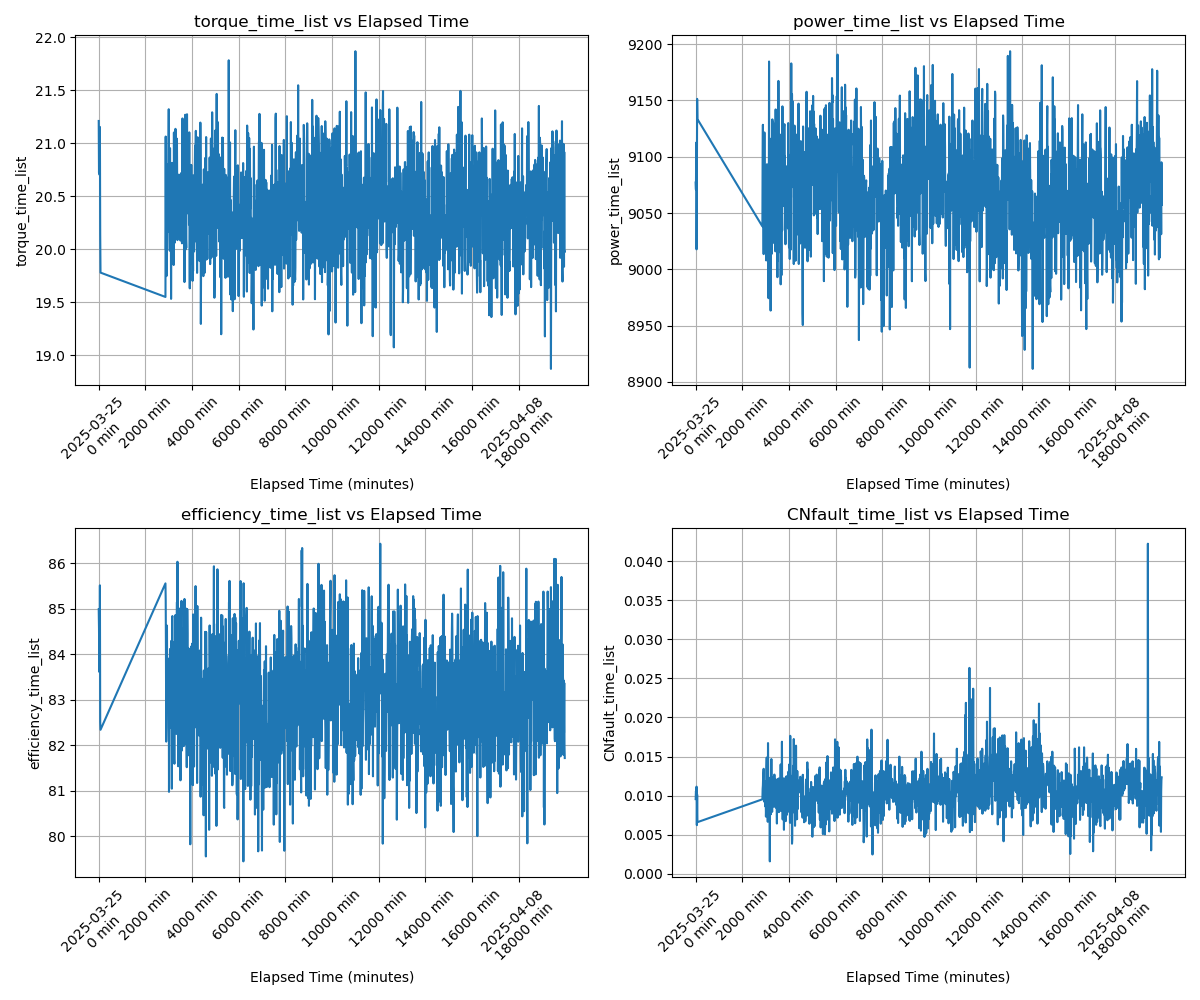 torque_time_list vs Elapsed Time
torque_time_list
22.0
21.5
21.0
20.5
20.0
19.5
19.0
2025-03-25
0 min
2000 min
4000 min
6000 min
8000 min
10000 min
12000 min
14000 min
16000 min
2025-04-08
18000 min
Elapsed Time (minutes)
power_time_list vs Elapsed Time
power_time_list
9200
9150
9100
9050
9000
8950
8900
2025-03-25
0 min
2000 min
4000 min
6000 min
8000 min
10000 min
12000 min
14000 min
16000 min
2025-04-08
18000 min
Elapsed Time (minutes)
efficiency_time_list vs Elapsed Time
efficiency_time_list
86
85
84
83
82
81
80
2025-03-25
0 min
2000 min
4000 min
6000 min
8000 min
10000 min
12000 min
14000 min
16000 min
2025-04-08
18000 min
Elapsed Time (minutes)
CNfault_time_list vs Elapsed Time
CNfault_time_list
0.040
0.035
0.030
0.025
0.020
0.015
0.010
0.005
0.000
2025-03-25
0 min
2000 min
4000 min
6000 min
8000 min
10000 min
12000 min
14000 min
16000 min
2025-04-08
18000 min
Elapsed Time (minutes)